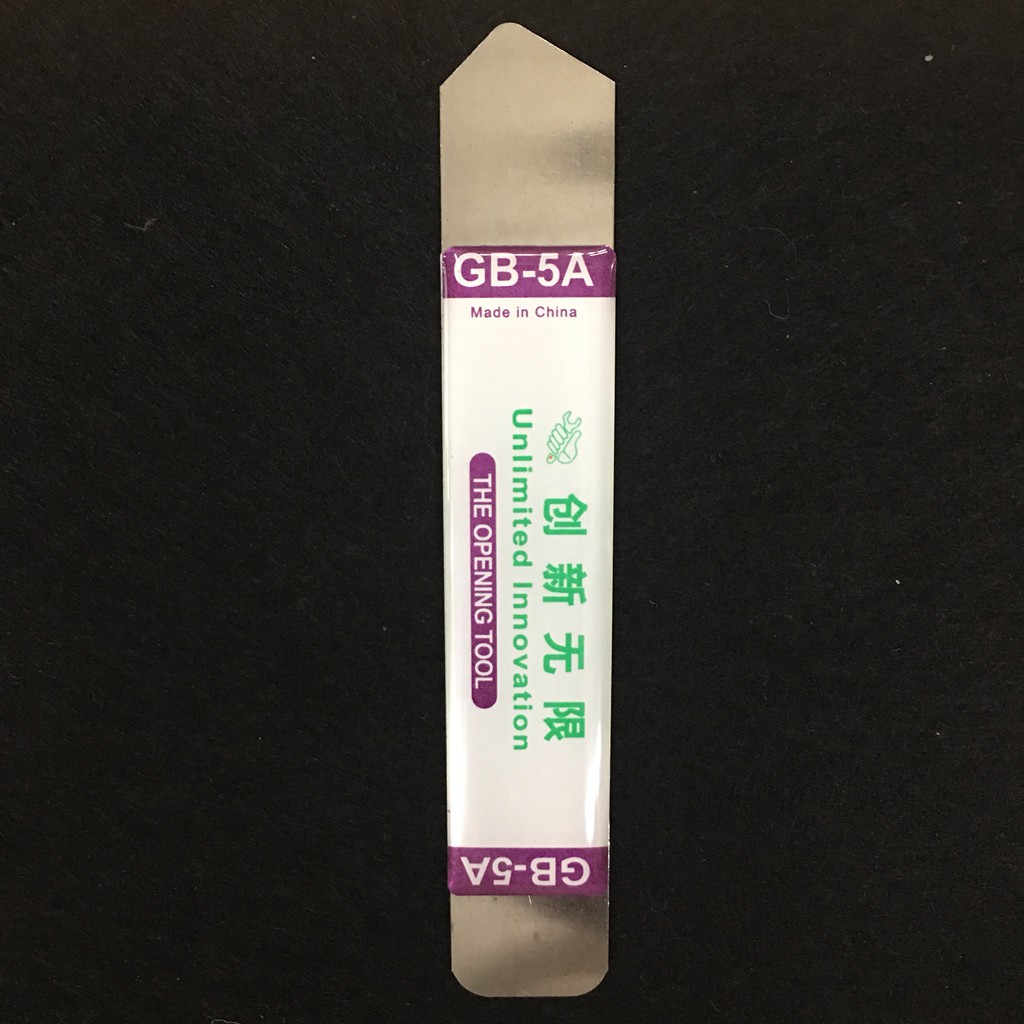 GB-5A
Made in China
创新无限
Unlimited Innovation
THE OPENING TOOL
GB-5A